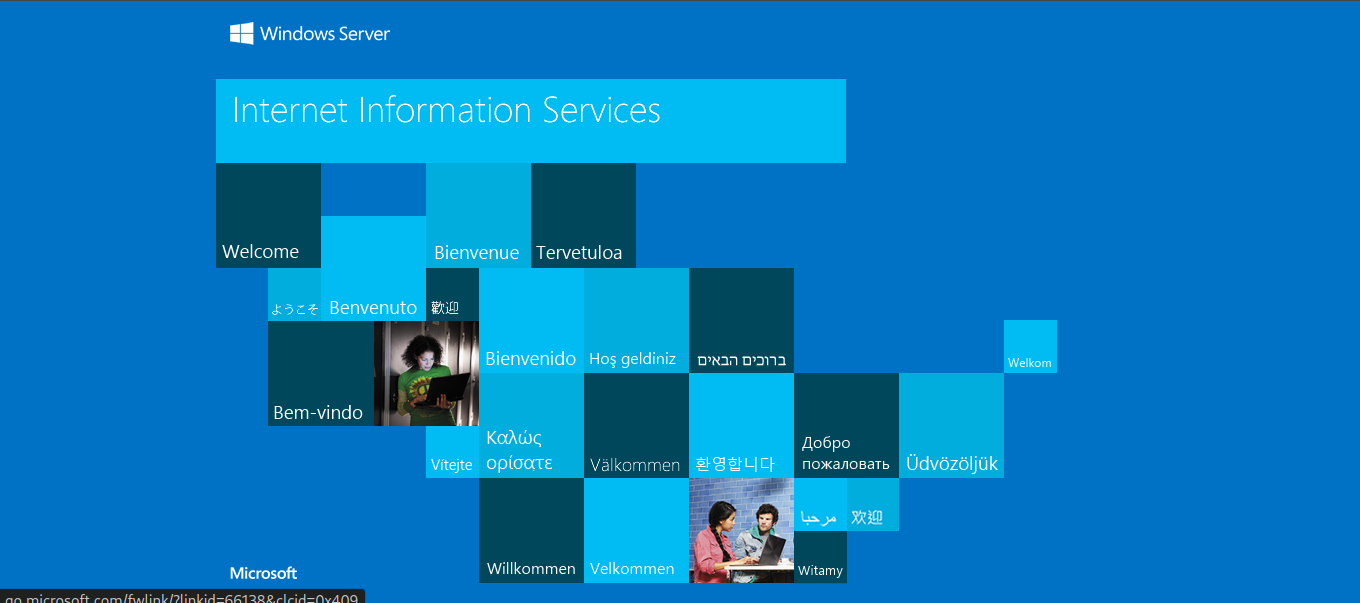 Windows Server
Internet Information Services
Welcome
Bienvenue
Tervetuloa
ようこそ
Benvenuto
歡迎
Bienvenido
Hoş geldiniz
ברוכים הבאים
Welkom
Bem-vindo
Vítejte
Καλώς
ορίσατε
Välkommen
환영합니다
Добро
пожаловать
Üdvözöljük
Willkommen
Velkommen
مرحبا
欢迎
Witamy
Microsoft
go.microsoft.com/fwlink/?linkid=66138&clcid=0x409